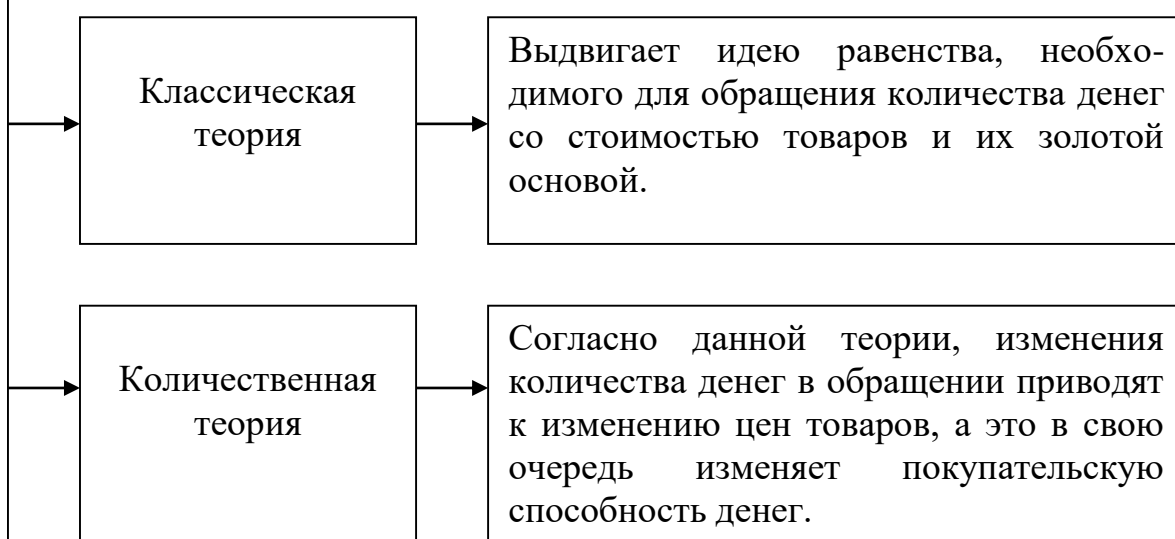 Классическая
теория
Выдвигает идею равенства, необхо-
димого для обращения количества денег
со стоимостью товаров и их золотой
основой.
Количественная
теория
Согласно данной теории, изменения
количества денег в обращении приводят
к изменению цен товаров, а это в свою
очередь изменяет покупательскую
способность денег.